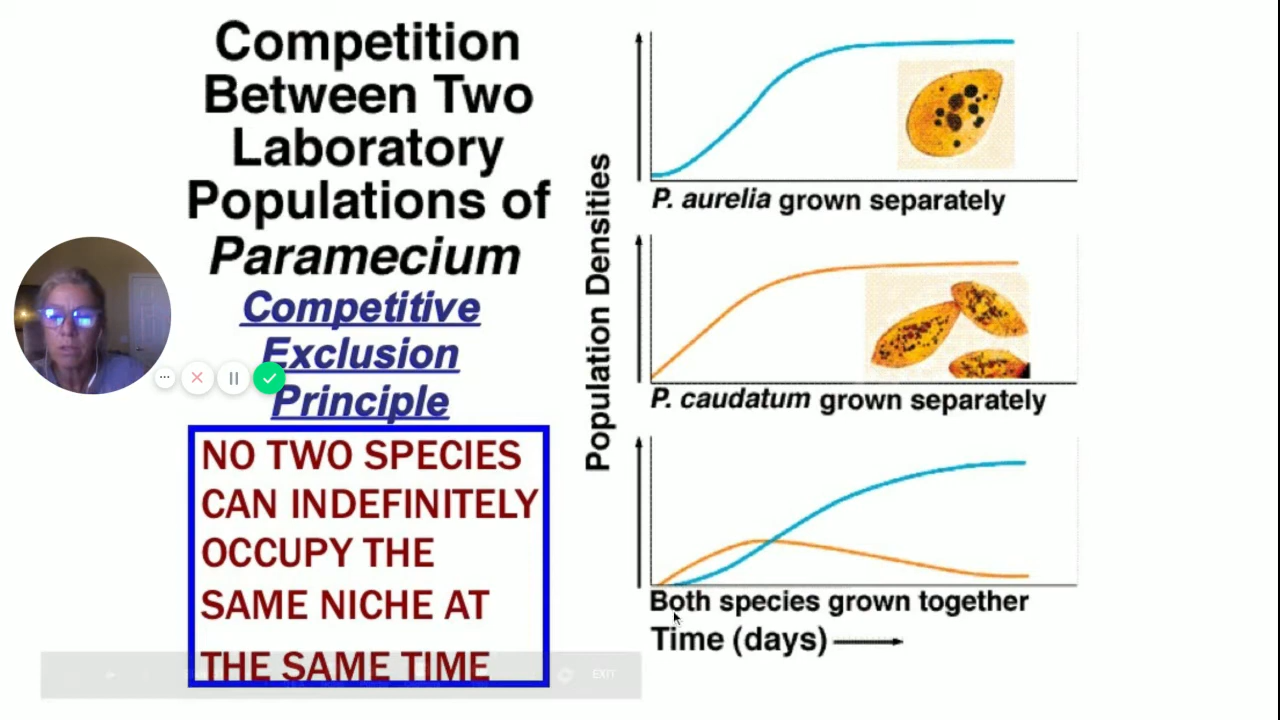 Competition
Between Two
Laboratory
Populations of
Paramecium
Competitive
Exclusion
Principle
NO TWO SPECIES
CAN INDEFINITELY
OCCUPY THE
SAME NICHE AT
THE SAME TIME
EXIT
Population Densities
P. aurelia grown separately
P. caudatum grown separately
Both species grown together
Time (days)